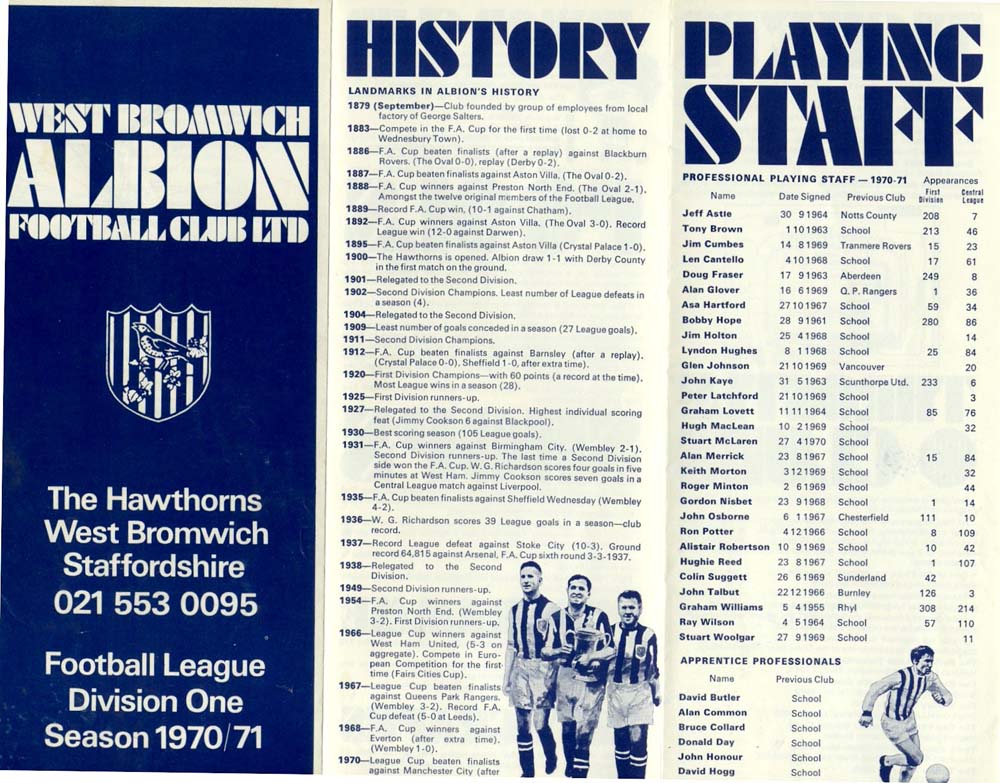 WEST BROMWICH
ALBION
FOOTBALL CLUB LTD
The Hawthorns
West Bromwich
Staffordshire
021 553 0095
Football League
Division One
Season 1970/71
HISTORY
LANDMARKS IN ALBION'S HISTORY
1879 (September)—Club founded by group of employees from local
factory of George Salters.
1883—Compete in the F.A. Cup for the first time (lost 0-2 at home to
Wednesbury Town).
1886—F.A. Cup beaten finalists (after a replay) against Blackburn
Rovers. (The Oval 0-0), replay (Derby 0-2).
1887—F.A. Cup beaten finalists against Aston Villa, (The Oval 0-2).
1888—F.A. Cup winners against Preston North End. (The Oval 2-1).
Amongst the twelve original members of the Football League.
1889—Record F.A. Cup win, (10-1 against Chatham).
1892—F.A. Cup winners against Aston Villa, (The Oval 3-0). Record
League win (12-0 against Darwen).
1895—F.A. Cup beaten finalists against Aston Villa (Crystal Palace 1-0).
1900—The Hawthorns is opened. Albion draw 1-1 with Derby County
in the first match on the ground.
1901—Relegated to the Second Division.
1902—Second Division Champions. Least number of League defeats in
a season (4).
1904—Relegated to the Second Division.
1909—Least number of goals conceded in a season (27 League goals).
1911—Second Division Champions.
1912—F.A. Cup beaten finalists against Barnsley (after a replay).
(Crystal Palace 0-0), Sheffield 1-0, after extra time).
1920—First Division Champions—with 60 points (a record at the time).
Most League wins in a season (28).
1925—First Division runners-up.
1927—Relegated to the Second Division. Highest individual scoring
feat (Jimmy Cookson 6 against Blackpool).
1930—Best scoring season (105 League goals).
1931—F.A. Cup winners against Birmingham City. (Wembley 2-1).
Second Division runners-up. The last time a Second Division
side won the F.A. Cup. W. G. Richardson scores four goals in five
minutes at West Ham. Jimmy Cookson scores seven goals in a
Central League match against Liverpool.
1935—F.A. Cup beaten finalists against Sheffield Wednesday (Wembley
4-2).
1936—W. G. Richardson scores 39 League goals in a season—club
record.
1937—Record League defeat against Stoke City (10-3). Ground
record 64,815 against Arsenal, F.A. Cup sixth round 3-3-1937.
1938—Relegated to the Second
Division.
1949—Second Division runners-up.
1954—F.A. Cup winners against
Preston North End. (Wembley
3-2). First Division runners-up.
1966—League Cup winners against
West Ham United, (5-3 on
aggregate). Compete in Euro-
pean Competition for the first
time (Fairs Cities Cup).
1967—League Cup beaten finalists
against Queens Park Rangers.
(Wembley 3-2). Record F.A.
Cup defeat (5-0 at Leeds).
1968—F.A. Cup winners against
Everton (after extra time).
(Wembley 1-0).
1970—League Cup beaten finalists
against Manchester City (after
PLAYING
STAFF
PROFESSIONAL PLAYING STAFF — 1970-71 Appearances
Name Date Signed Previous Club First Division Central League
Jeff Astle 30 9 1964 Notts County 208 7
Tony Brown 1 10 1963 School 213 46
Jim Cumbes 14 8 1969 Tranmere Rovers 15 23
Len Cantello 4 10 1968 School 17 61
Doug Fraser 17 9 1963 Aberdeen 249 8
Alan Glover 16 6 1969 Q. P. Rangers 1 36
Asa Hartford 27 10 1967 School 59 34
Bobby Hope 28 9 1961 School 280 86
Jim Holton 25 4 1968 School 14
Lyndon Hughes 8 1 1968 School 25 84
Glen Johnson 21 10 1969 Vancouver 20
John Kaye 31 5 1963 Scunthorpe Utd. 233 6
Peter Latchford 21 10 1969 School 3
Graham Lovett 11 11 1964 School 85 76
Hugh MacLean 10 2 1969 School 32
Stuart McLaren 27 4 1970 School
Alan Merrick 23 8 1967 School 15 84
Keith Morton 3 12 1969 School 32
Roger Minton 2 6 1969 School 44
Gordon Nisbet 23 9 1968 School 1 14
John Osborne 6 1 1967 Chesterfield 111 10
Ron Potter 4 12 1966 School 8 109
Alistair Robertson 10 9 1969 School 10 42
Hughie Reed 23 8 1967 School 1 107
Colin Suggett 26 6 1969 Sunderland 42
John Talbut 22 12 1966 Burnley 126 3
Graham Williams 5 4 1955 Rhyl 308 214
Ray Wilson 4 5 1964 School 57 110
Stuart Woolgar 27 9 1969 School 11
APPRENTICE PROFESSIONALS
Name Previous Club
David Butler School
Alan Common School
Bruce Collard School
Donald Day School
John Honour School
David Hogg School